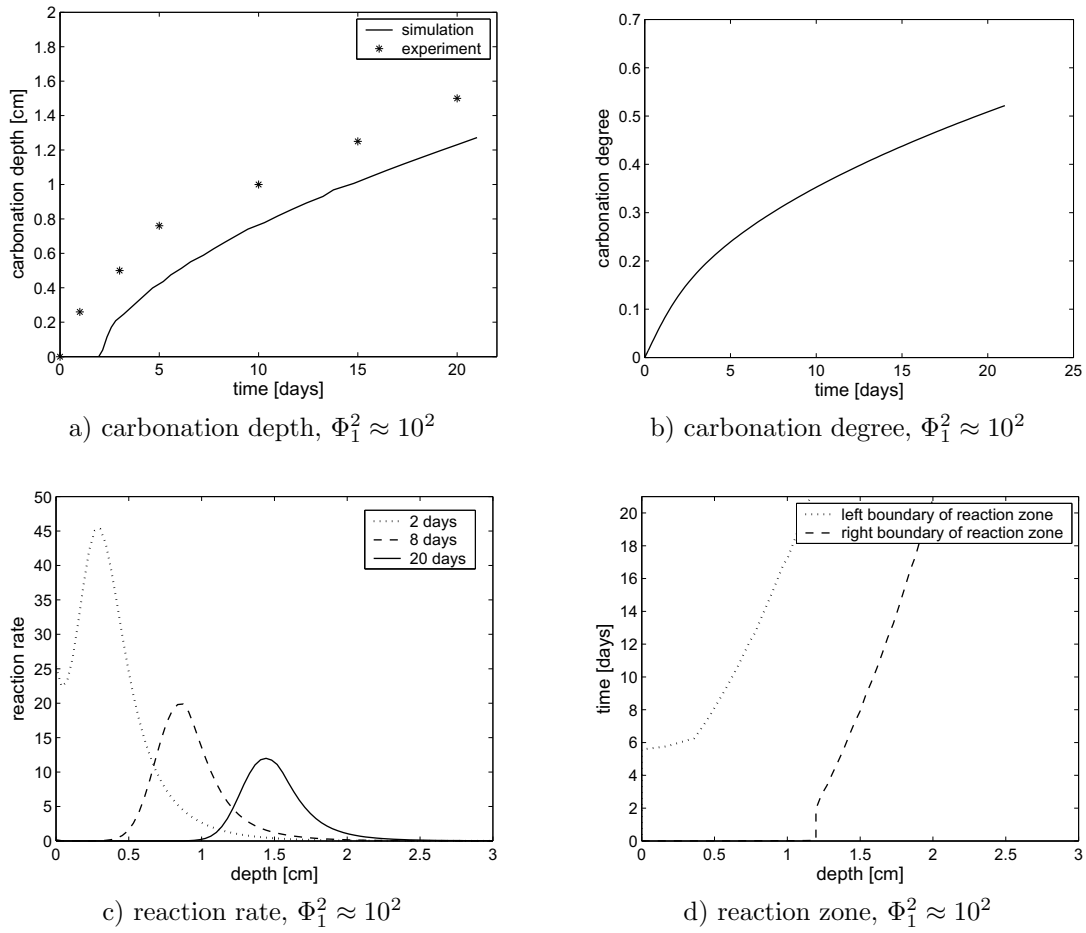 2
1.8
1.6
1.4
1.2
1
0.8
0.6
0.4
0.2
0
carbonation depth [cm]
simulation
experiment
0 5 10 15 20
time [days]
a) carbonation depth, Φ₁² ≈ 10²
0.7
0.6
0.5
0.4
0.3
0.2
0.1
0
carbonation degree
0 5 10 15 20 25
time [days]
b) carbonation degree, Φ₁² ≈ 10²
50
45
40
35
30
25
20
15
10
5
0
reaction rate
2 days
8 days
20 days
0 0.5 1 1.5 2 2.5 3
depth [cm]
c) reaction rate, Φ₁² ≈ 10²
20
18
16
14
12
10
8
6
4
2
0
time [days]
left boundary of reaction zone
right boundary of reaction zone
0 0.5 1 1.5 2 2.5 3
depth [cm]
d) reaction zone, Φ₁² ≈ 10²